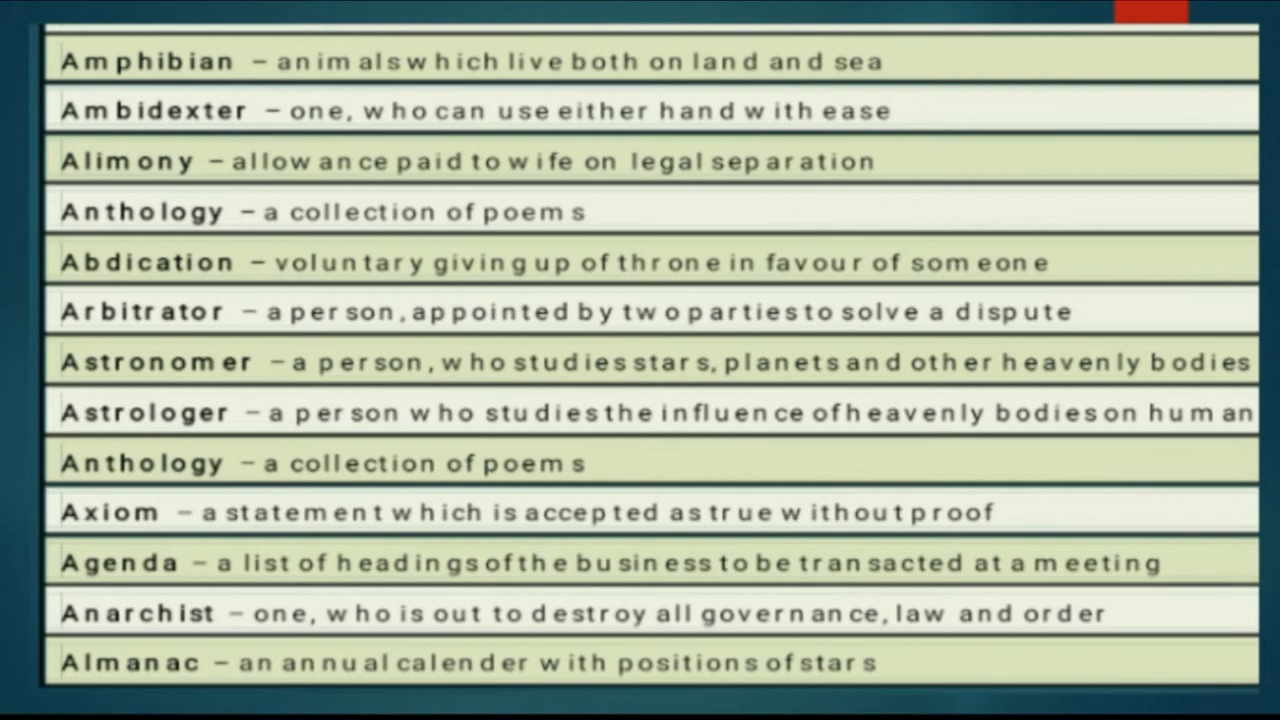 Amphibian – animals which live both on land and sea
Ambidexter – one, who can use either hand with ease
Alimony – allowance paid to wife on legal separation
Anthology – a collection of poems
Abdication – voluntary giving up of throne in favour of someone
Arbitrator – a person, appointed by two parties to solve a dispute
Astronomer – a person, who studies stars, planets and other heavenly bodies
Astrologer – a person who studies the influence of heavenly bodies on human
Anthology – a collection of poems
Axiom – a statement which is accepted as true without proof
Agenda – a list of headings of the business to be transacted at a meeting
Anarchist – one, who is out to destroy all governance, law and order
Almanac – an annual calender with positions of stars